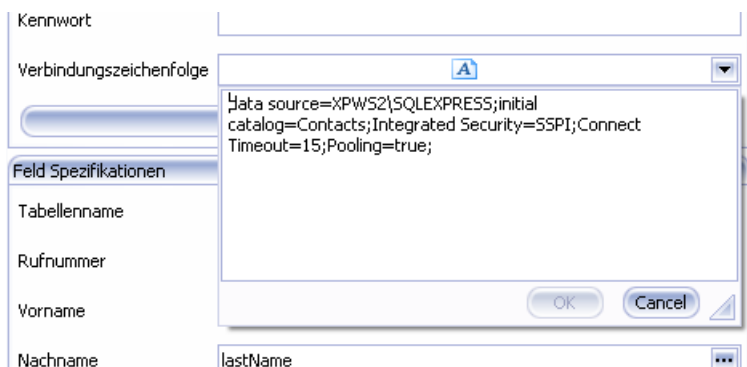 Kennwort
Verbindungszeichenfolge
data source=XPWS2\SQLEXPRESS;initial
catalog=Contacts;Integrated Security=SSPI;Connect
Timeout=15;Pooling=true;
Feld Spezifikationen
Tabellenname
Rufnummer
Vorname
OK Cancel
Nachname lastName